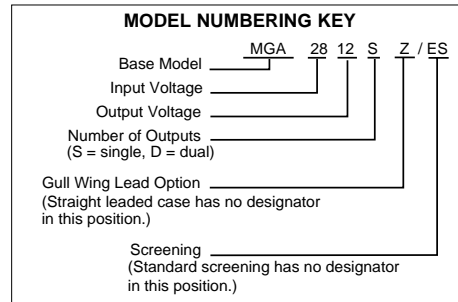 MODEL NUMBERING KEY
MGA 28 12 S Z / ES
Base Model
Input Voltage
Output Voltage
Number of Outputs
(S = single, D = dual)
Gull Wing Lead Option
(Straight leaded case has no designator
in this position.)
Screening
(Standard screening has no designator
in this position.)